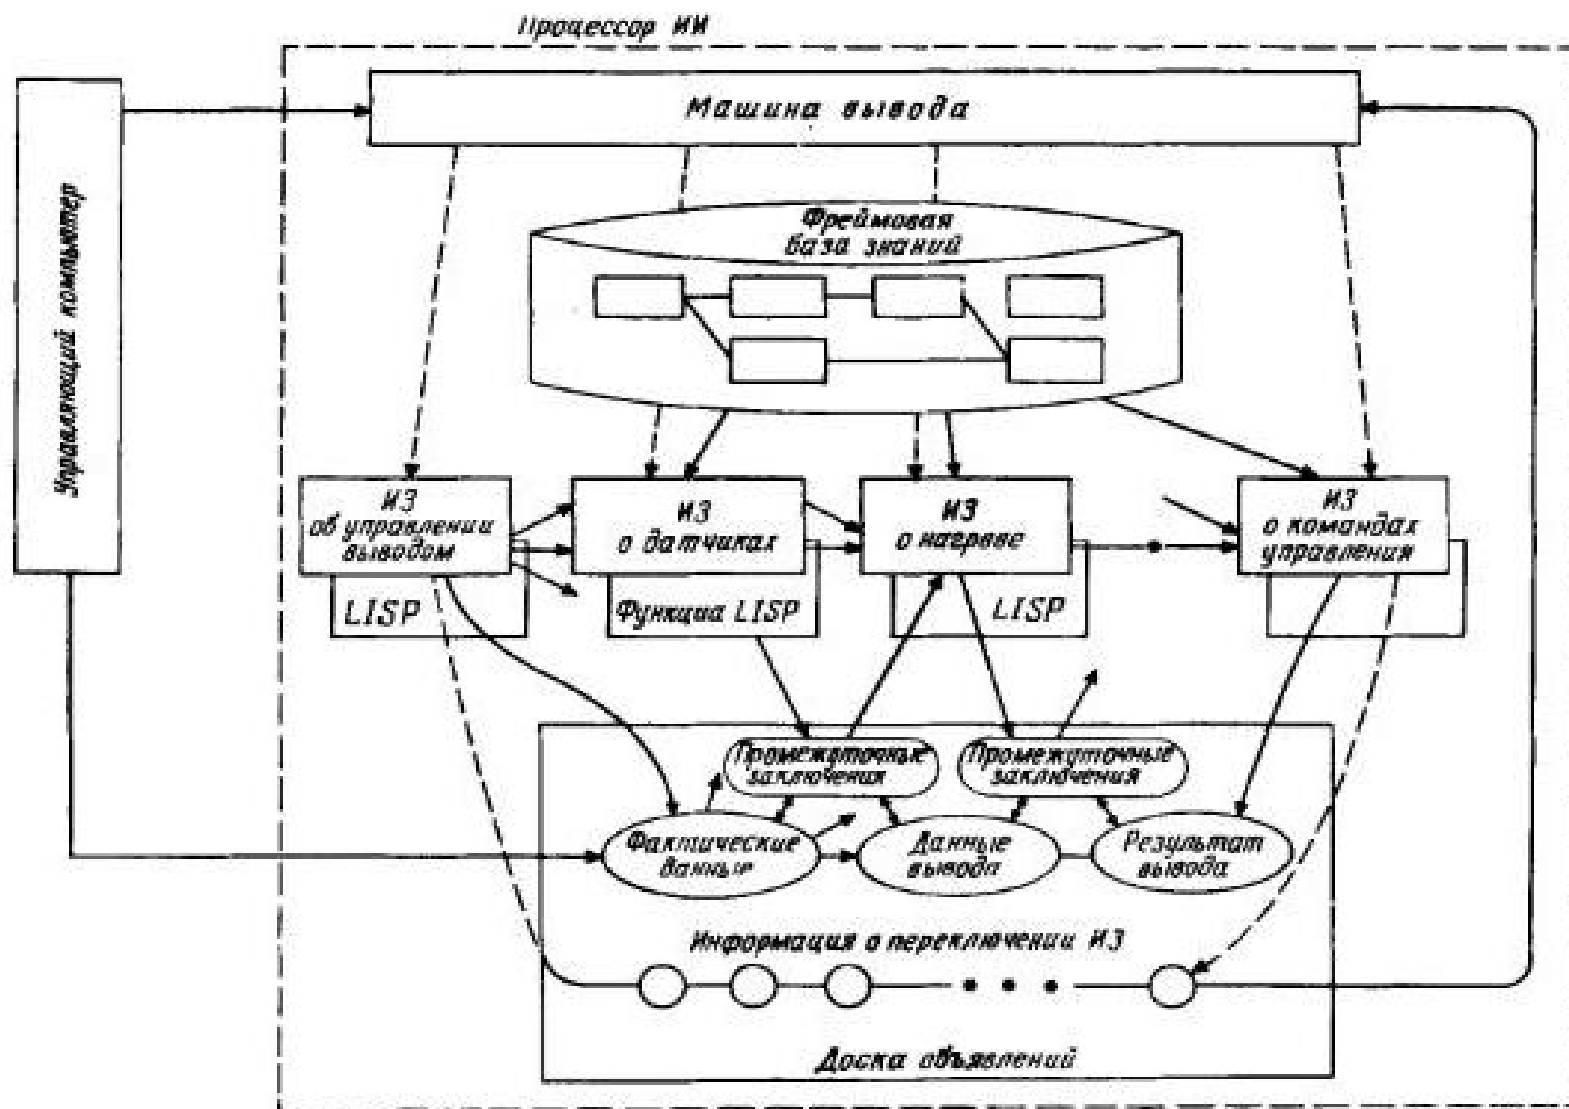 Процессор ИИ
Машина вывода
Управляющий компьютер
Фреймовая
база знаний
ИЗ
об управлении
выводом
LISP
ИЗ
о датчиках
Функция LISP
ИЗ
о нагреве
LISP
ИЗ
о командах
управления
Промежуточные
заключения
Промежуточные
заключения
Фактические
данные
Данные
вывода
Результат
вывода
Информация о переключении ИЗ
Доска объявлений